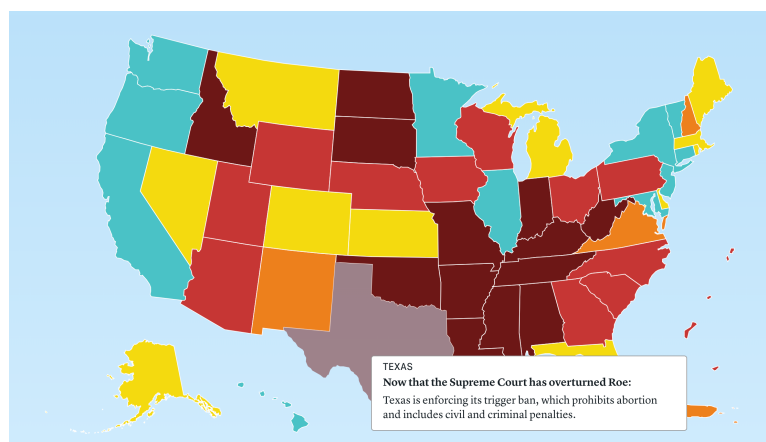 TEXAS
Now that the Supreme Court has overturned Roe:
Texas is enforcing its trigger ban, which prohibits abortion
and includes civil and criminal penalties.